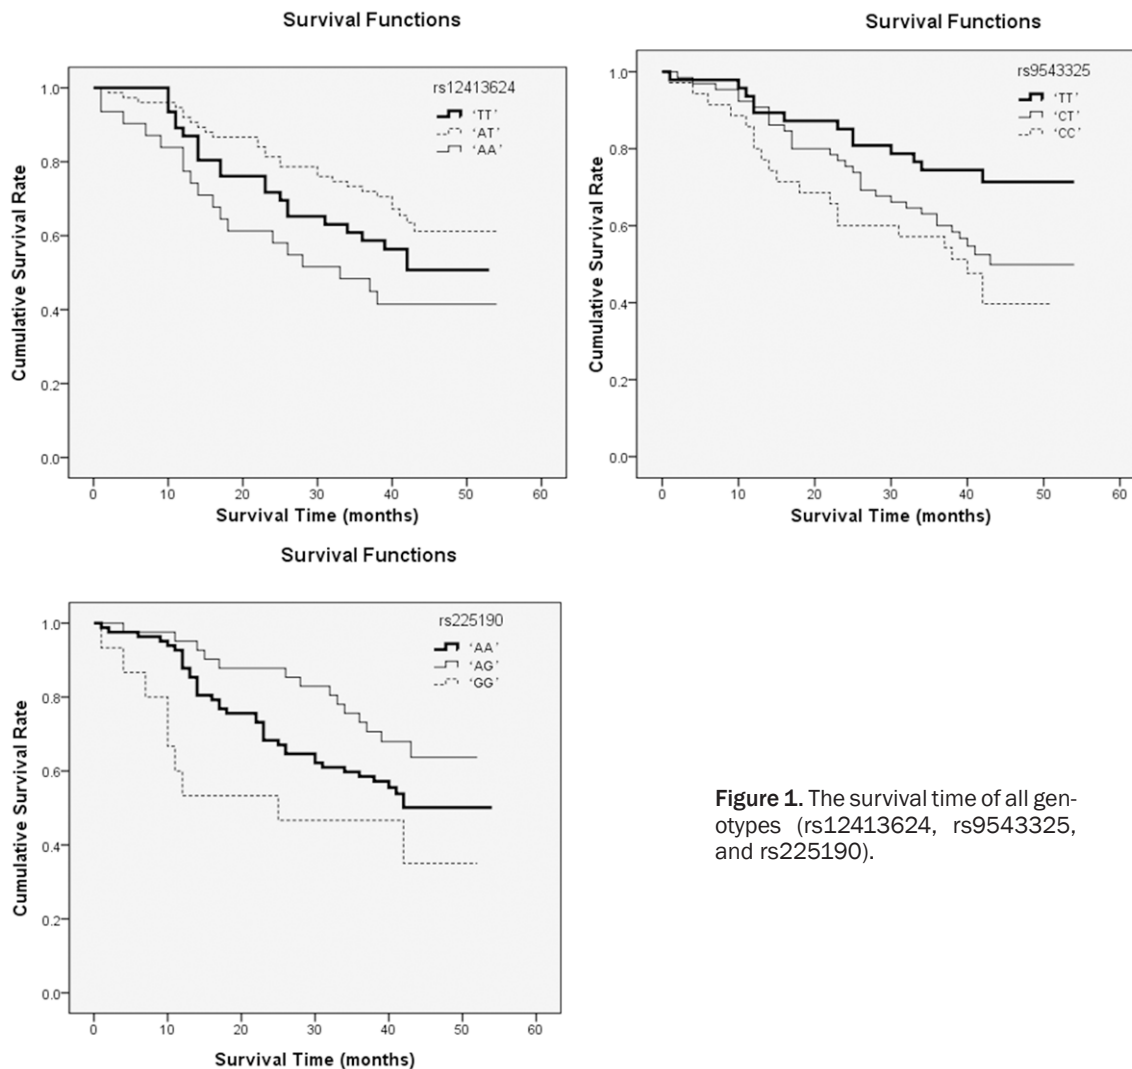 Survival Functions
rs12413624
'TT'
'AT'
'AA'
Cumulative Survival Rate
1.0
0.8
0.6
0.4
0.2
0.0
0 10 20 30 40 50 60
Survival Time (months)
Survival Functions
rs9543325
'TT'
'CT'
'CC'
Cumulative Survival Rate
1.0
0.8
0.6
0.4
0.2
0.0
0 10 20 30 40 50 60
Survival Time (months)
Survival Functions
rs225190
'AA'
'AG'
'GG'
Cumulative Survival Rate
1.0
0.8
0.6
0.4
0.2
0.0
0 10 20 30 40 50 60
Survival Time (months)
Figure 1. The survival time of all gen-
otypes (rs12413624, rs9543325,
and rs225190).